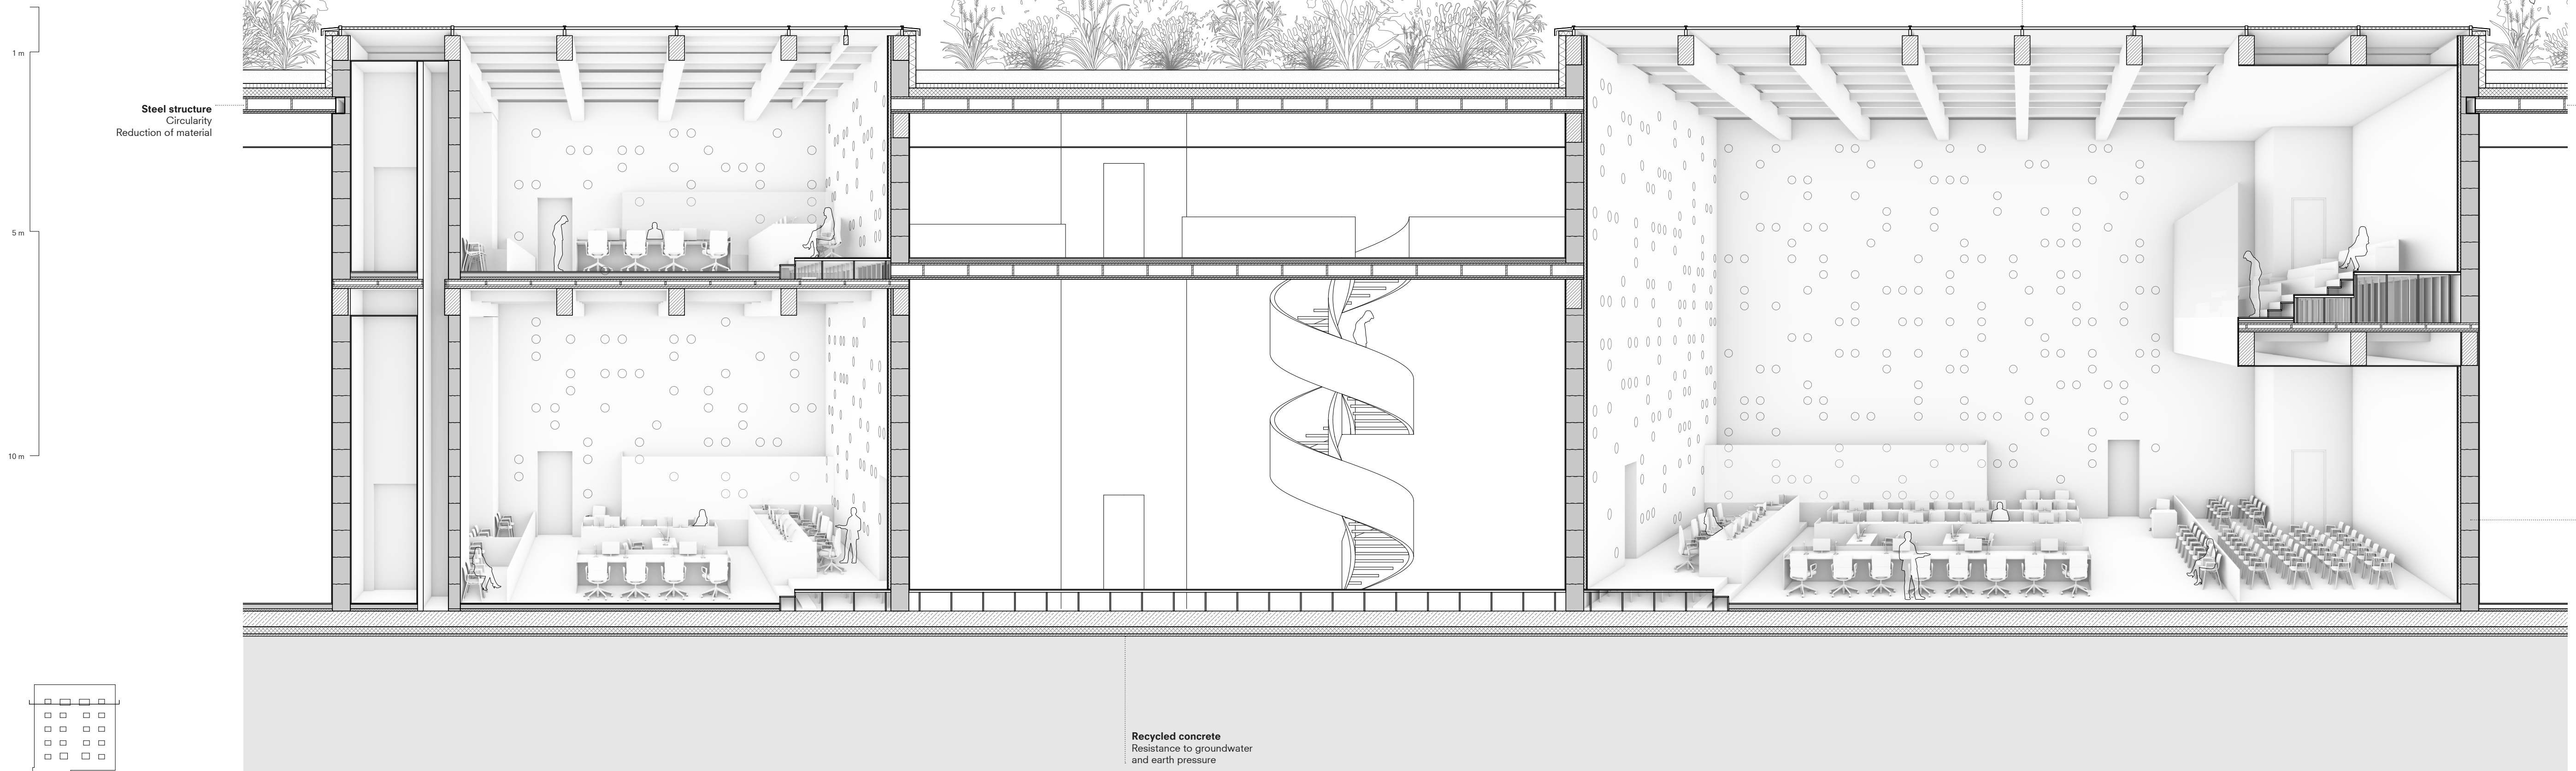 1 m
Steel structure
Circularity
Reduction of material
5 m
10 m
Recycled concrete
Resistance to groundwater
and earth pressure